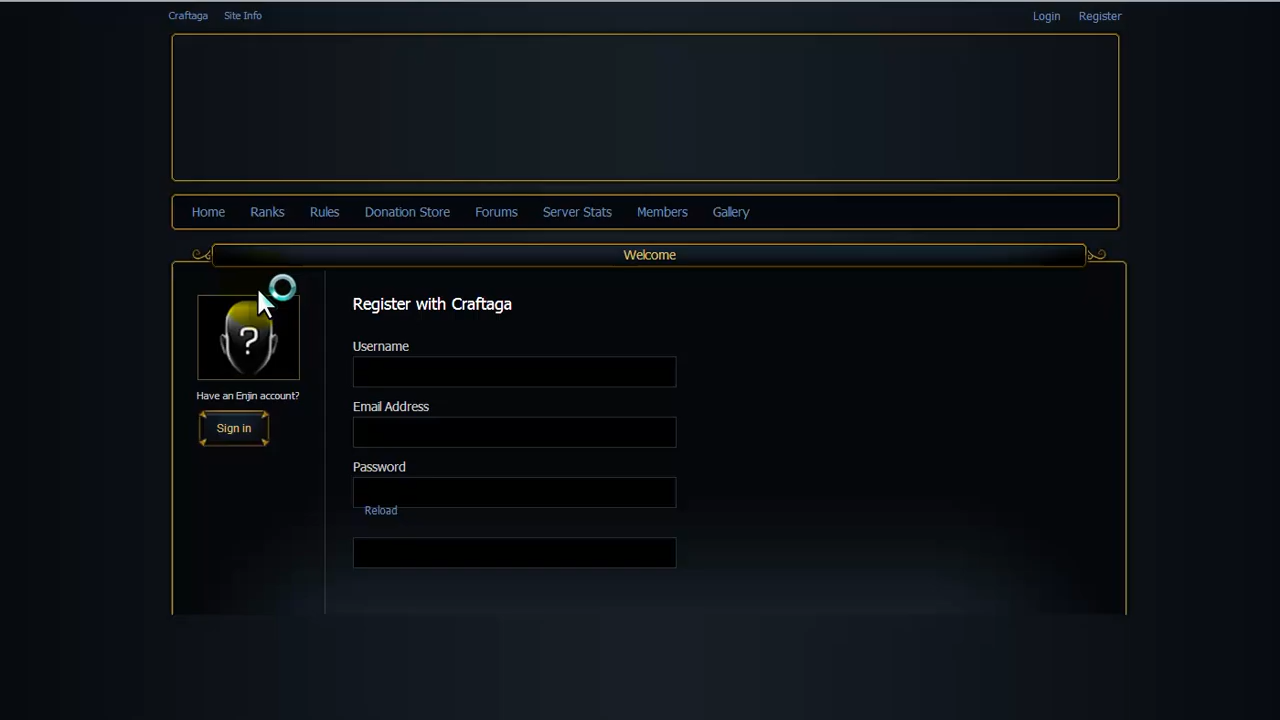 Craftaga Site Info Login Register
Home Ranks Rules Donation Store Forums Server Stats Members Gallery
Welcome
Register with Craftaga
Username
Email Address
Password
Reload
?
Have an Enjin account?
Sign in